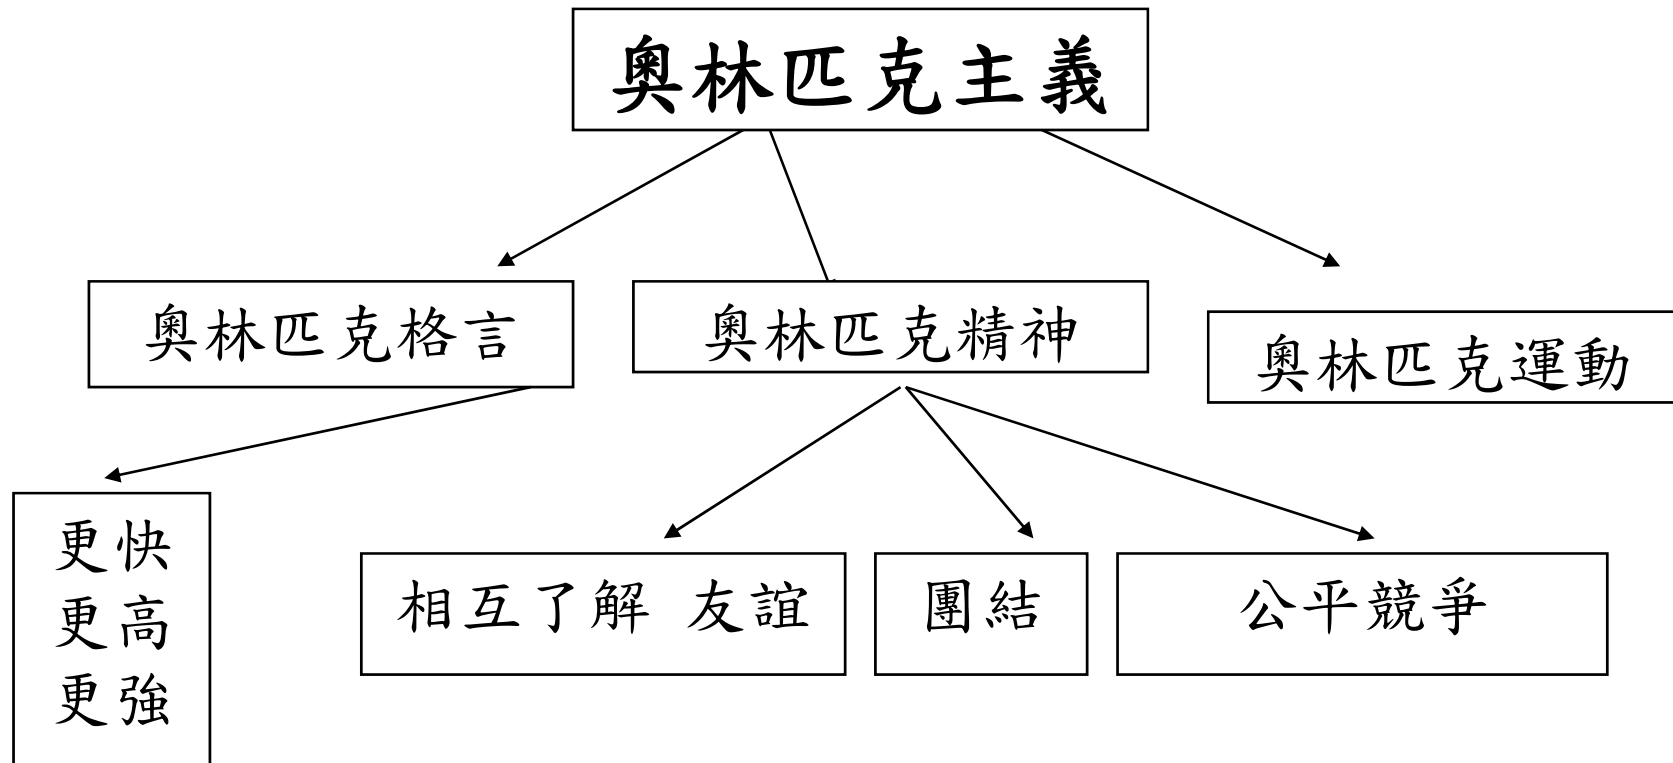 奧林匹克主義
奧林匹克格言
奧林匹克精神
奧林匹克運動
更快
更高
更強
相互了解 友誼
團結
公平競爭